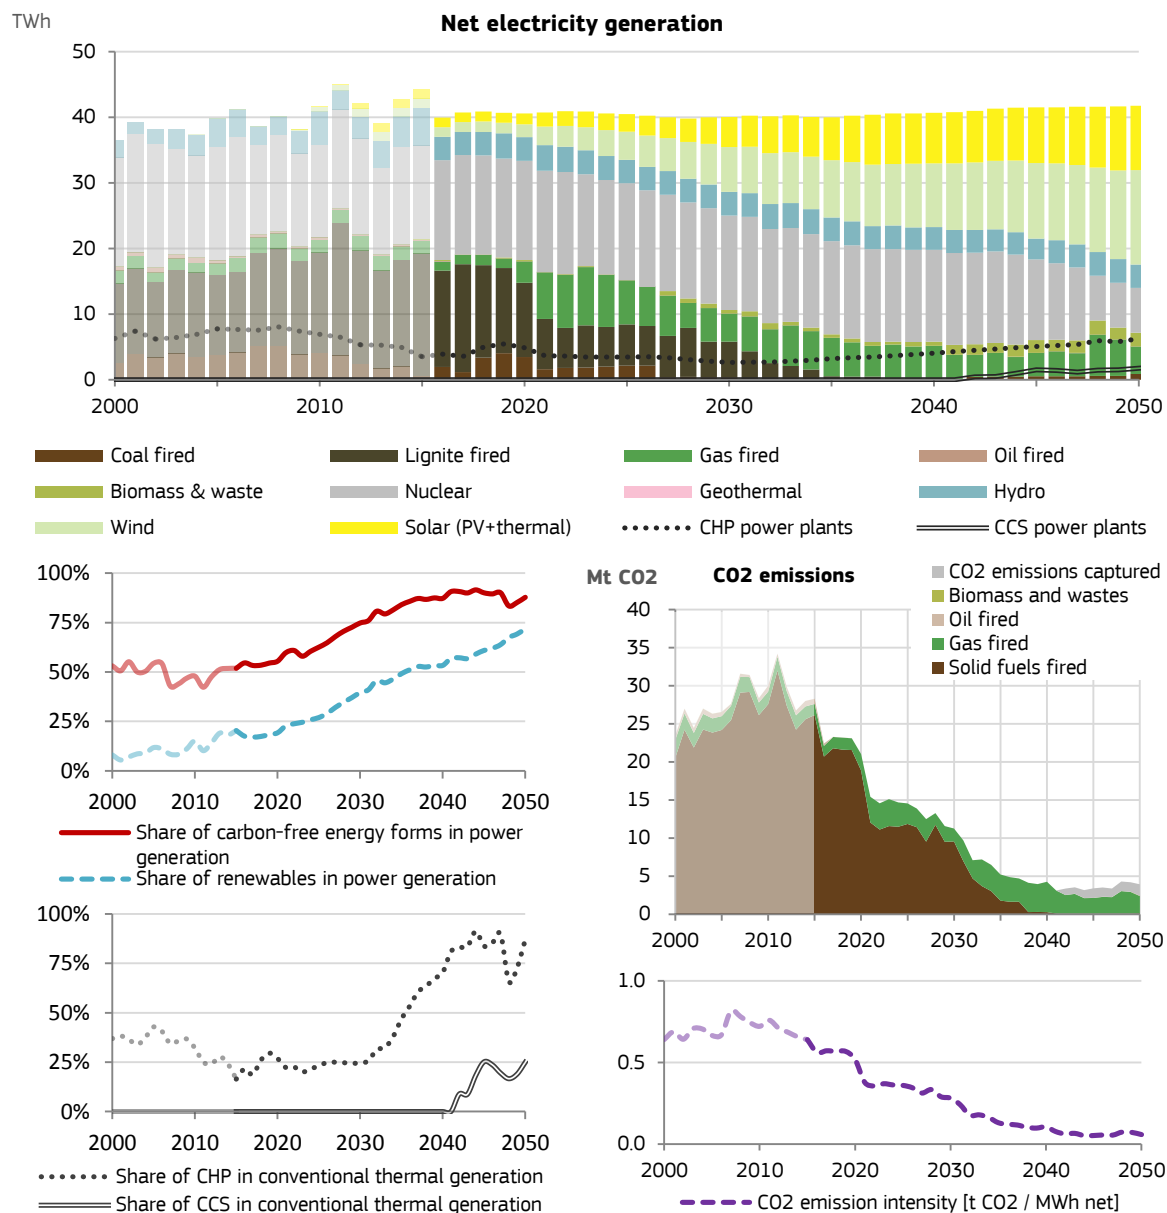 TWh
Net electricity generation
50
40
30
20
10
0
2000 2010 2020 2030 2040 2050
Coal fired Lignite fired Gas fired Oil fired
Biomass & waste Nuclear Geothermal Hydro
Wind Solar (PV+thermal) CHP power plants CCS power plants
100%
75%
50%
25%
0%
2000 2010 2020 2030 2040 2050
Share of carbon-free energy forms in power
generation
Share of renewables in power generation
Mt CO2 CO2 emissions
CO2 emissions captured
Biomass and wastes
Oil fired
Gas fired
Solid fuels fired
40
35
30
25
20
15
10
5
0
2000 2010 2020 2030 2040 2050
100%
75%
50%
25%
0%
2000 2010 2020 2030 2040 2050
Share of CHP in conventional thermal generation
Share of CCS in conventional thermal generation
1.0
0.5
0.0
2000 2010 2020 2030 2040 2050
CO2 emission intensity [t CO2 / MWh net]